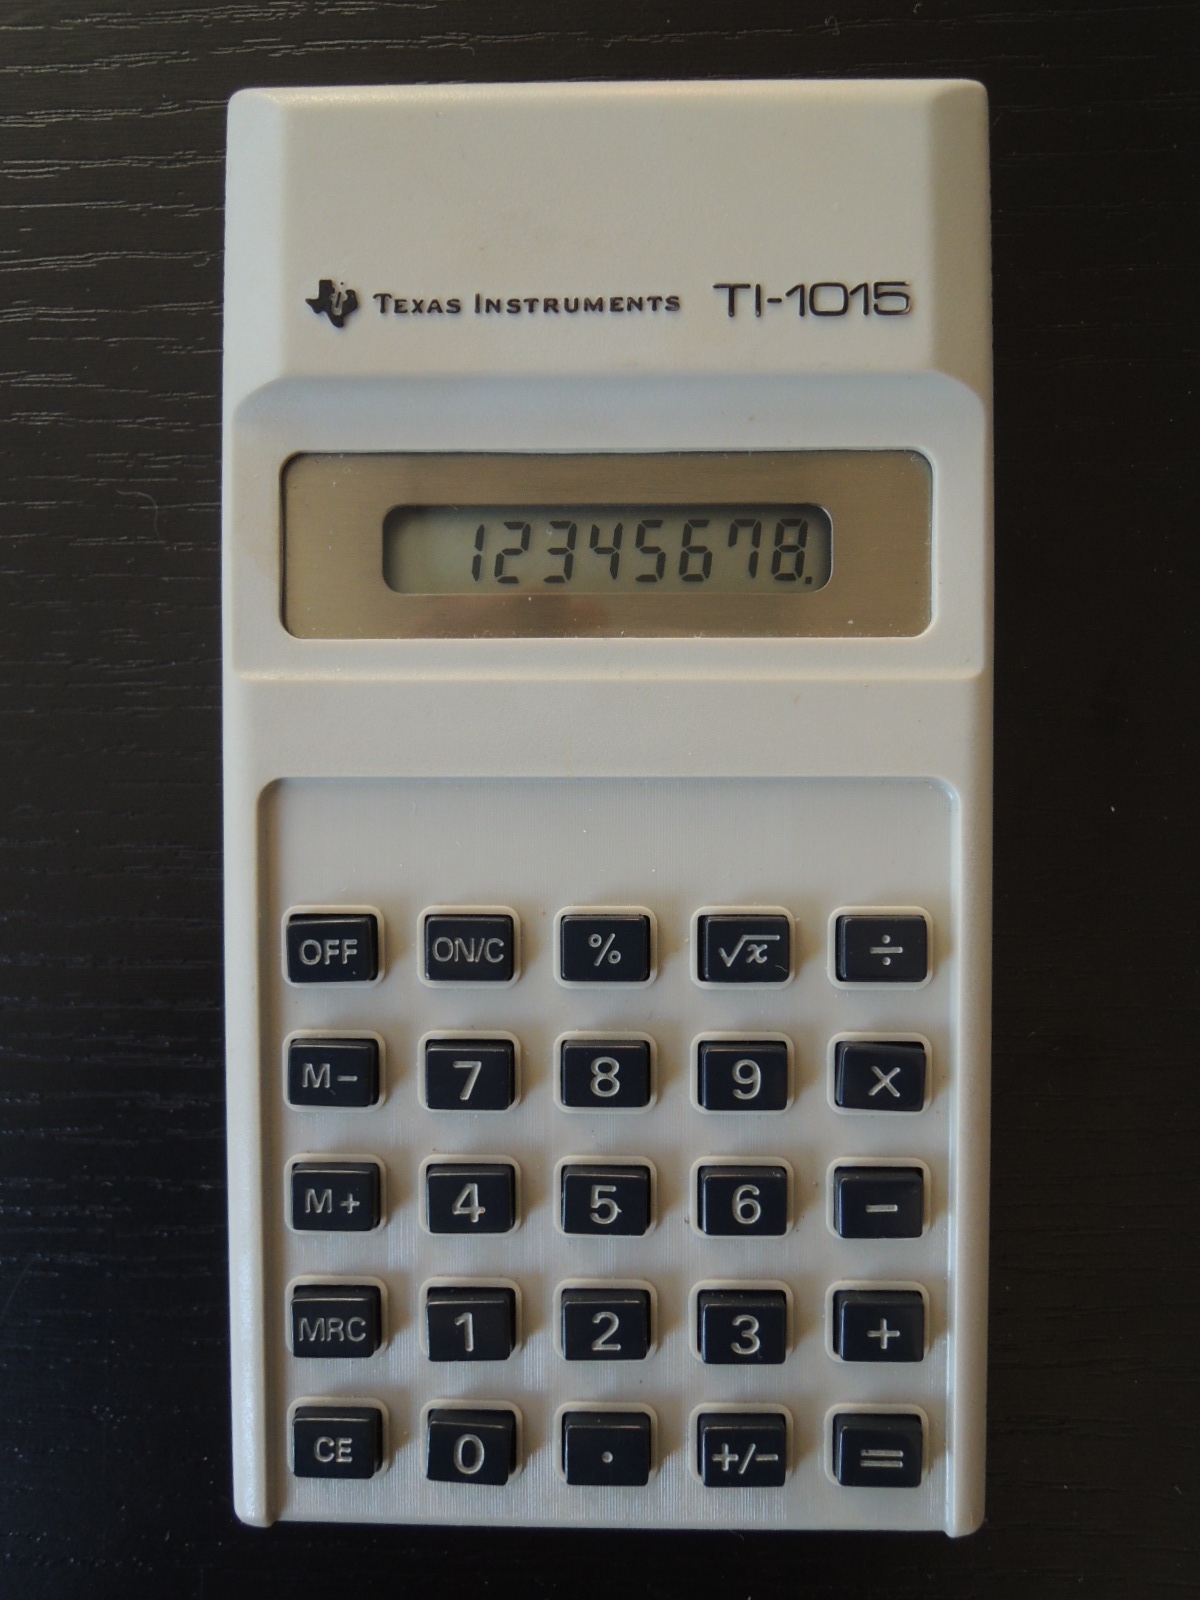 TEXAS INSTRUMENTS TI-1015
12345678.
OFF ON/C % √x ÷
M- 7 8 9 ×
M+ 4 5 6 −
MRC 1 2 3 +
CE 0 . +/- =